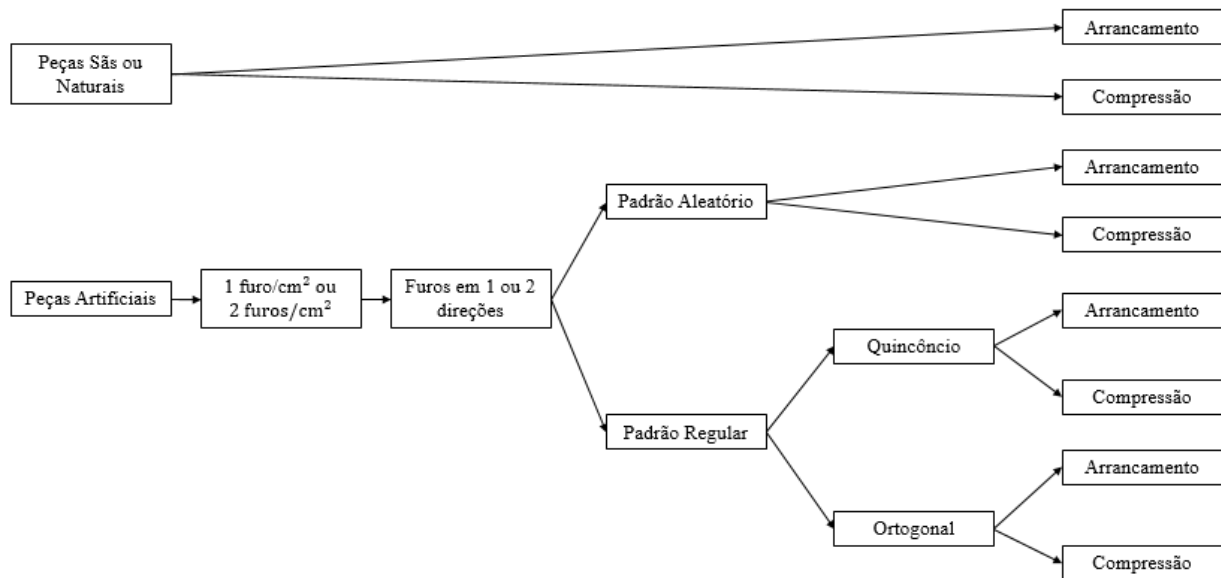 Arrancamento
Peças Sãs ou
Naturais
Compressão
Arrancamento
Padrão Aleatório
Compressão
Peças Artificiais
1 furo/cm² ou
2 furos/cm²
Furos em 1 ou 2
direções
Arrancamento
Quincôncio
Compressão
Padrão Regular
Arrancamento
Ortogonal
Compressão